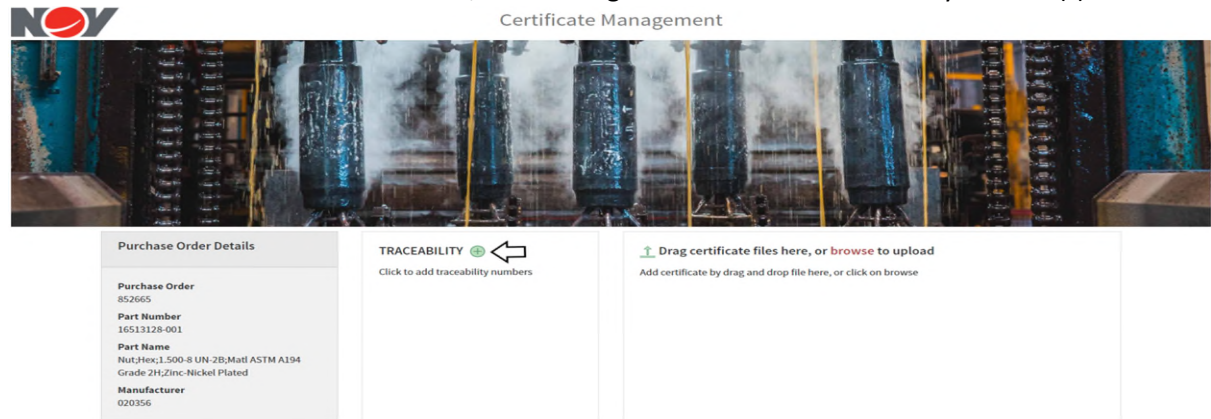 NOV
Certificate Management
Purchase Order Details
Purchase Order
852665
Part Number
16513128-001
Part Name
Nut;Hex;1.500-8 UN-2B;Matl ASTM A194
Grade 2H;Zinc-Nickel Plated
Manufacturer
020356
TRACEABILITY
Click to add traceability numbers
Drag certificate files here, or browse to upload
Add certificate by drag and drop file here, or click on browse